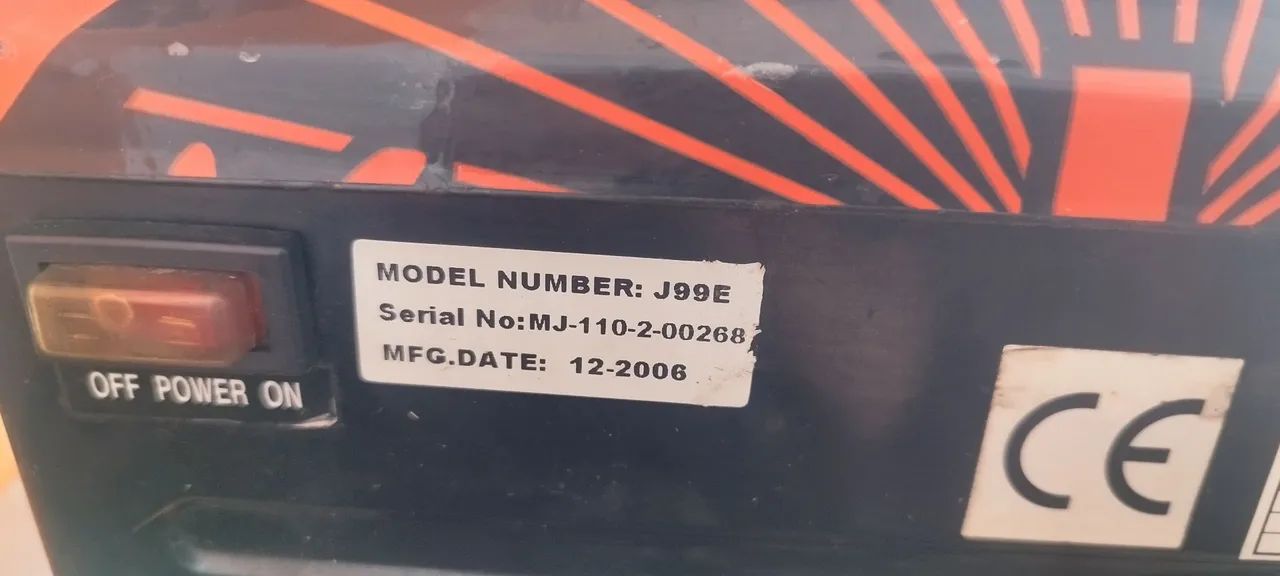 MODEL NUMBER: J99E
Serial No:MJ-110-2-00268
MFG.DATE: 12-2006
OFF POWER ON
CE